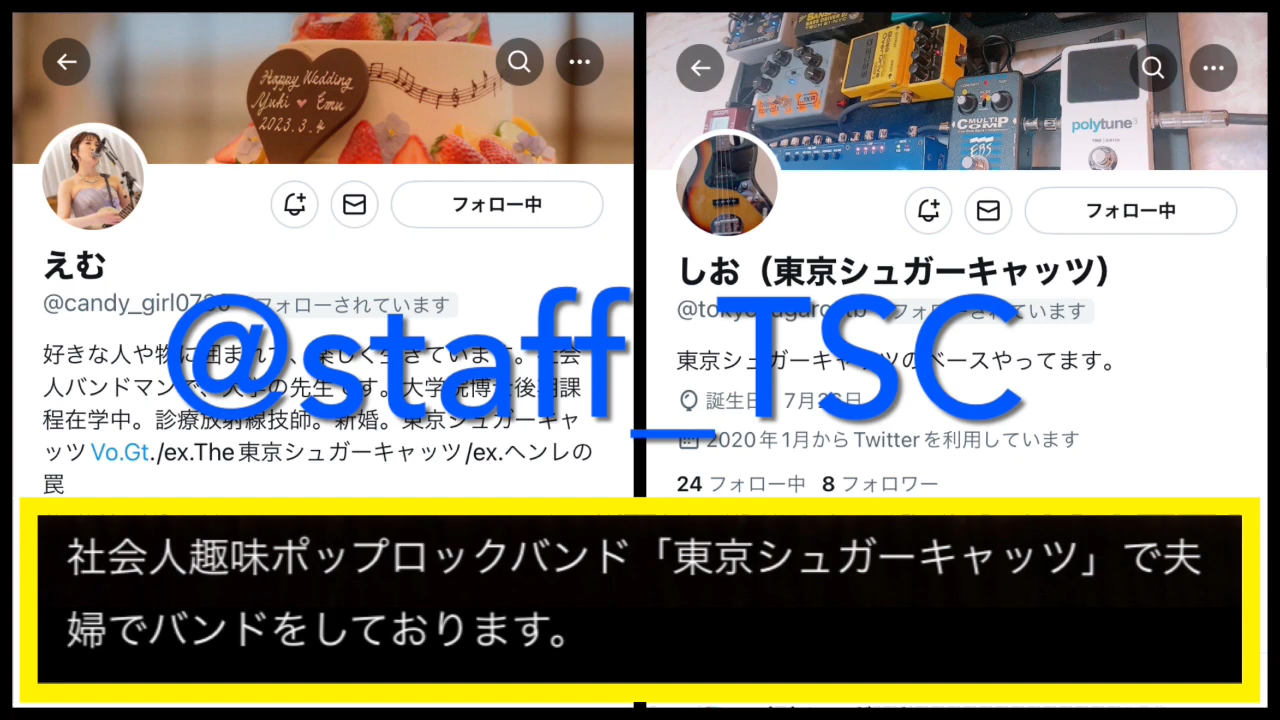 Happy Wedding
Yuki ♥ Emu
2023.3.4
フォロー中
えむ
@candy_girl0 フォローされています
好きな人や物に囲まれて、楽しく生きています。社会
人バンドマンで、大学の先生です。大学院博士後期課
程在学中。診療放射線技師。新婚。東京シュガーキャ
ッツ Vo.Gt./ex.The東京シュガーキャッツ/ex.ヘンレの
罠
MULTI
COMP
EBS
polytune
フォロー中
しお（東京シュガーキャッツ）
フォローされています
東京シュガーキャッツのベースやってます。
誕生日 7月
2020年1月からTwitterを利用しています
24 フォロー中 8 フォロワー
@staff_TSC
社会人趣味ポップロックバンド「東京シュガーキャッツ」で夫
婦でバンドをしております。